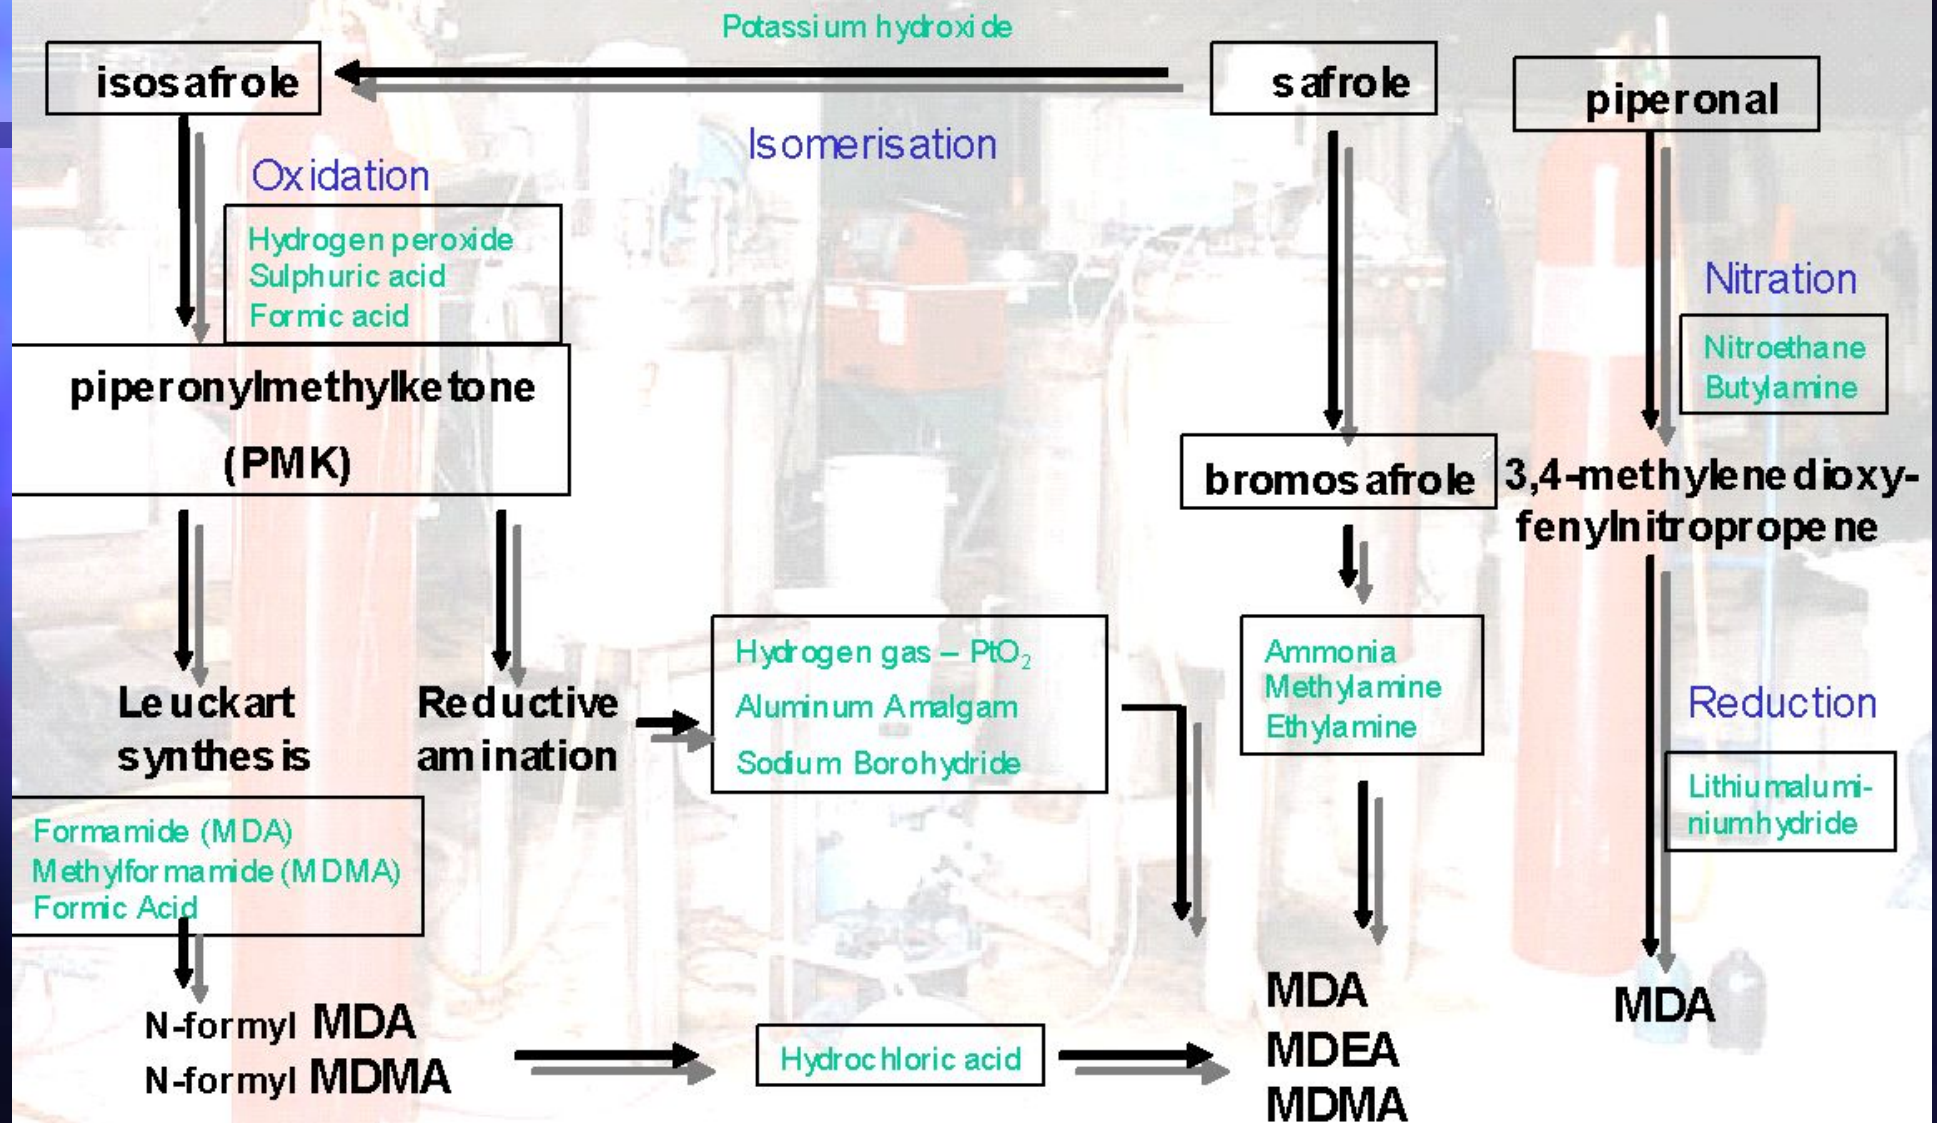 Potassium hydroxide
isosafrole
safrole
piperonal
Isomerisation
Oxidation
Hydrogen peroxide
Sulphuric acid
Formic acid
Nitration
Nitroethane
Butylamine
piperonylmethylketone
(PMK)
bromosafrole
3,4-methylenedioxy-
fenylnitropropene
Leuckart
synthesis
Reductive
amination
Hydrogen gas – PtO₂
Aluminum Amalgam
Sodium Borohydride
Ammonia
Methylamine
Ethylamine
Reduction
Lithiumalumi-
niumhydride
Formamide (MDA)
Methylformamide (MDMA)
Formic Acid
N-formyl MDA
N-formyl MDMA
Hydrochloric acid
MDA
MDEA
MDMA
MDA